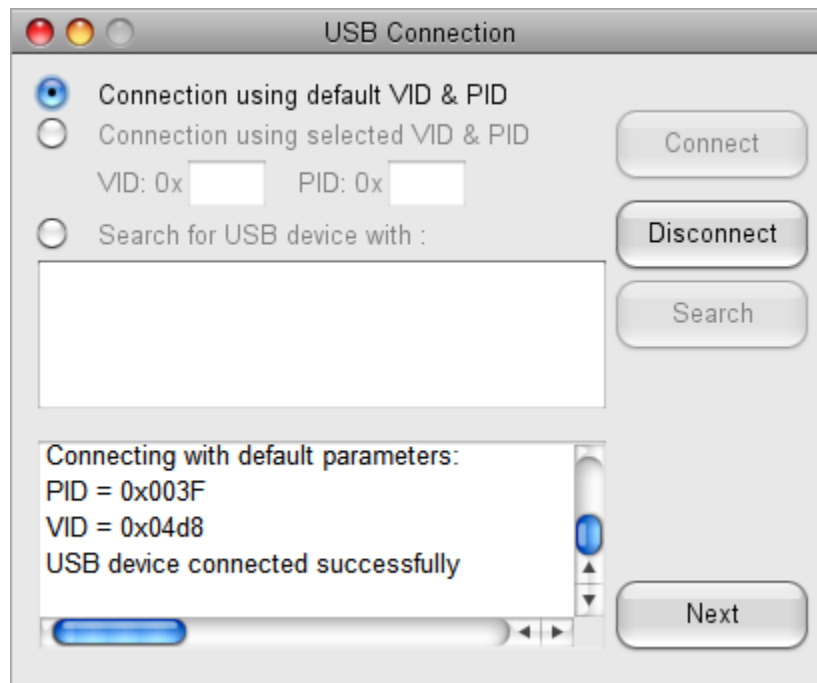 USB Connection
Connection using default VID & PID
Connection using selected VID & PID
Connect
VID: 0x PID: 0x
Disconnect
Search for USB device with :
Search
Connecting with default parameters:
PID = 0x003F
VID = 0x04d8
USB device connected successfully
Next